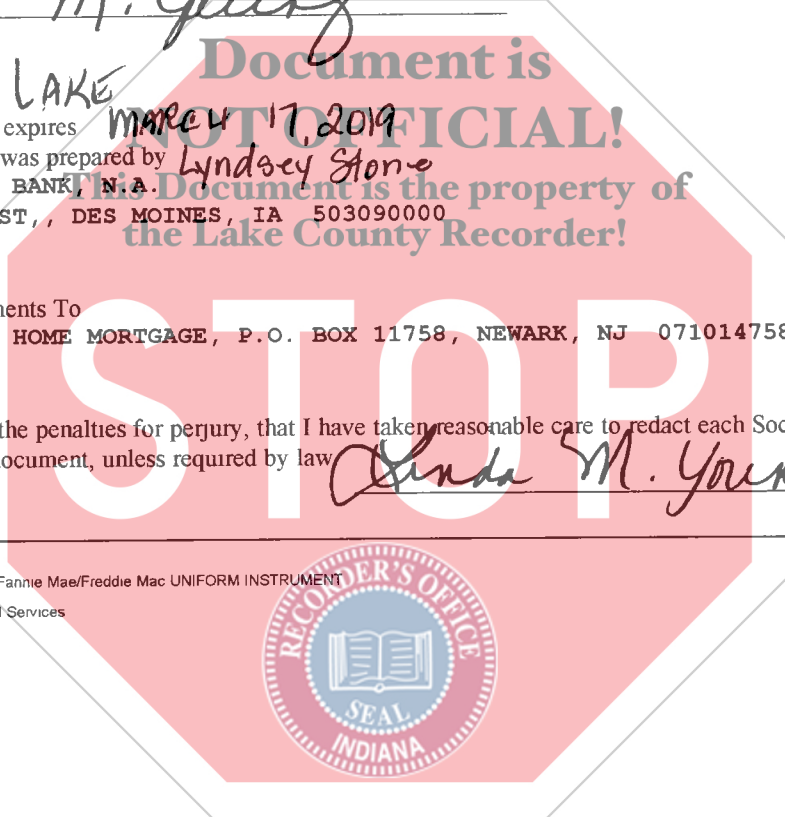 M. Young
Document is
LAKE
NOT OFFICIAL!
expires MARCH 17, 2019
was prepared by Lyndsey Stone
BANK, N.A.
This Document is the property of
ST,, DES MOINES, IA 503090000
the Lake County Recorder!
ments To
HOME MORTGAGE, P.O. BOX 11758, NEWARK, NJ 071014758
STOP
the penalties for perjury, that I have taken reasonable care to redact each Soc
ocument, unless required by law
Linda M. Youn
Fannie Mae/Freddie Mac UNIFORM INSTRUMENT
l Services
RECORDER'S OFFICE
SEAL
INDIANA